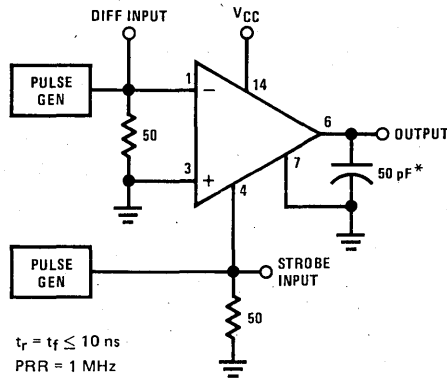 DIFF INPUT
VCC
PULSE
GEN
1
−
14
50
6
OUTPUT
7
50 pF*
3
+
4
PULSE
GEN
STROBE
INPUT
50
tr = tf ≤ 10 ns
PRR = 1 MHz